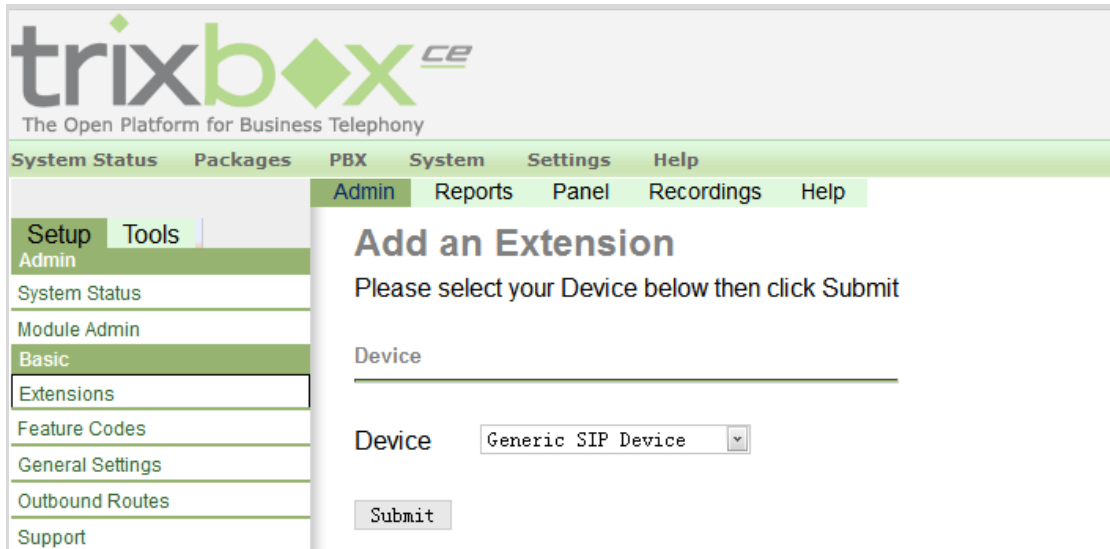 trixbox ce
The Open Platform for Business Telephony
System Status Packages PBX System Settings Help
Admin Reports Panel Recordings Help
Setup Tools
Admin
System Status
Module Admin
Basic
Extensions
Feature Codes
General Settings
Outbound Routes
Support
Add an Extension
Please select your Device below then click Submit
Device
Device Generic SIP Device
Submit